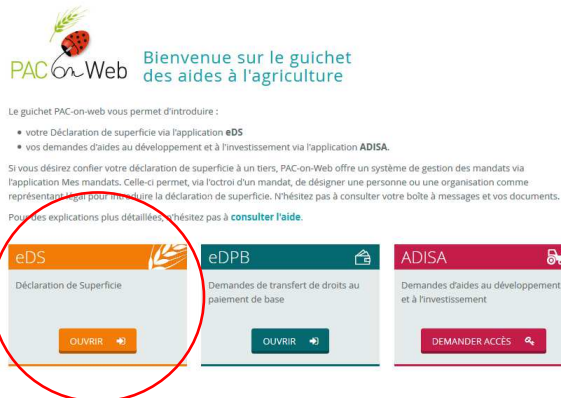 PAC on Web
Bienvenue sur le guichet
des aides à l'agriculture
Le guichet PAC-on-web vous permet d'introduire :
• votre Déclaration de superficie via l'application eDS
• vos demandes d'aides au développement et à l'investissement via l'application ADISA.
Si vous désirez confier votre déclaration de superficie à un tiers, PAC-on-Web offre un système de gestion des mandats via
l'application Mes mandats. Celle-ci permet, via l'octroi d'un mandat, de désigner une personne ou une organisation comme
représentant légal pour introduire la déclaration de superficie. N'hésitez pas à consulter votre boîte à messages et vos documents.
Pour des explications plus détaillées, n'hésitez pas à consulter l'aide.
eDS
Déclaration de Superficie
OUVRIR
eDPB
Demandes de transfert de droits au
paiement de base
OUVRIR
ADISA
Demandes d'aides au développement
et à l'investissement
DEMANDER ACCÈS